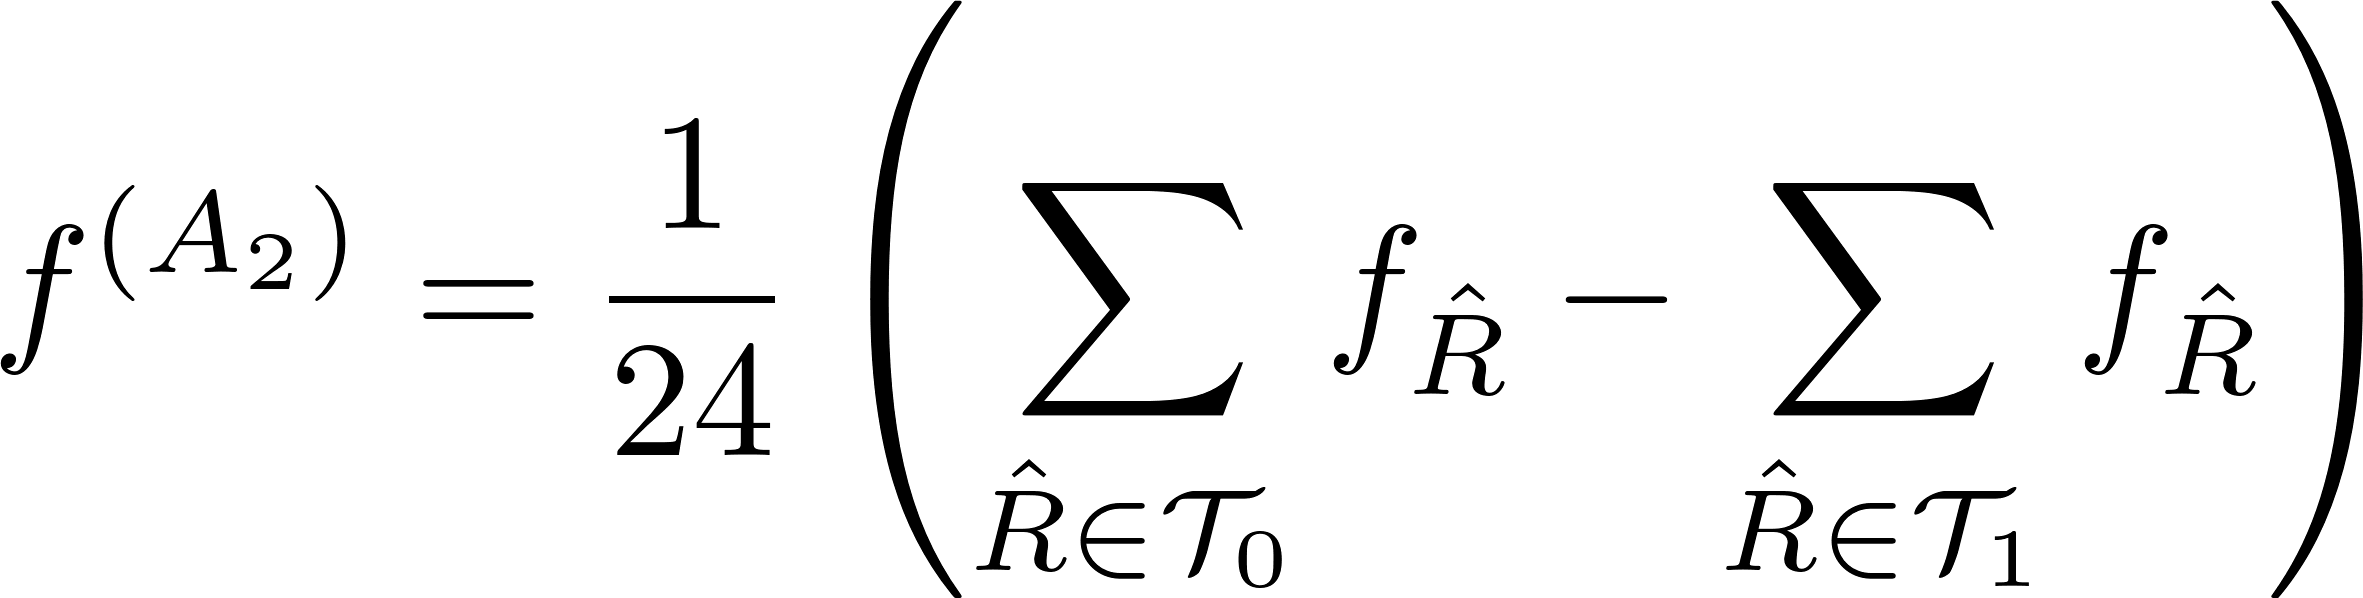 $f^{(A_2)} = \frac{1}{24} \left( \sum_{\hat{R} \in \mathcal{T}_0} f_{\hat{R}} - \sum_{\hat{R} \in \mathcal{T}_1} f_{\hat{R}} \right)$